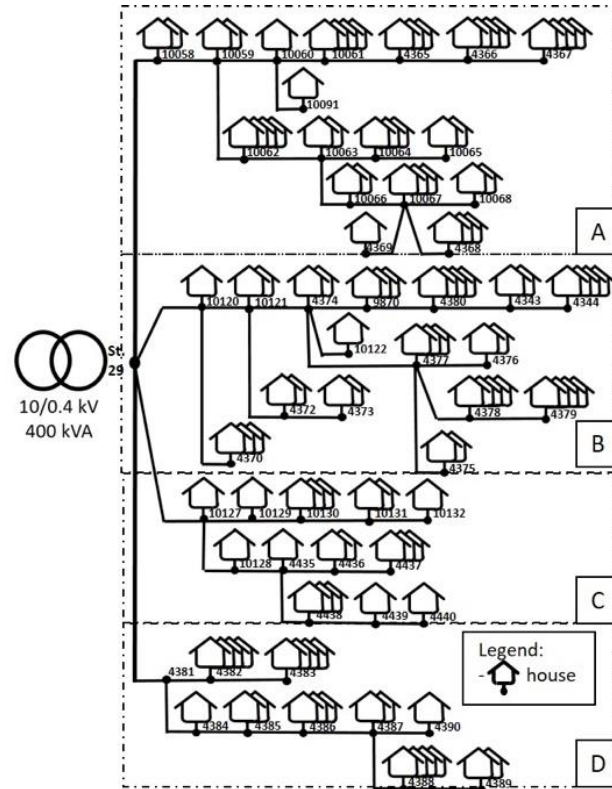 10058 10059 10060 10061 4365 4366 4367
10091
10062 10063 10064 10065
10066 10067 10068
4369 4368
A
10120 10121 4374 9870 4380 4343 4344
St.
29
10122 4377 4376
10/0.4 kV
400 kVA
4372 4373 4378 4379
4370 4375
B
10127 10129 10130 10131 10132
10128 4435 4436 4437
4438 4439 4440
C
4381 4382 4383
Legend:
- house
4384 4385 4386 4387 4390
4388 4389
D